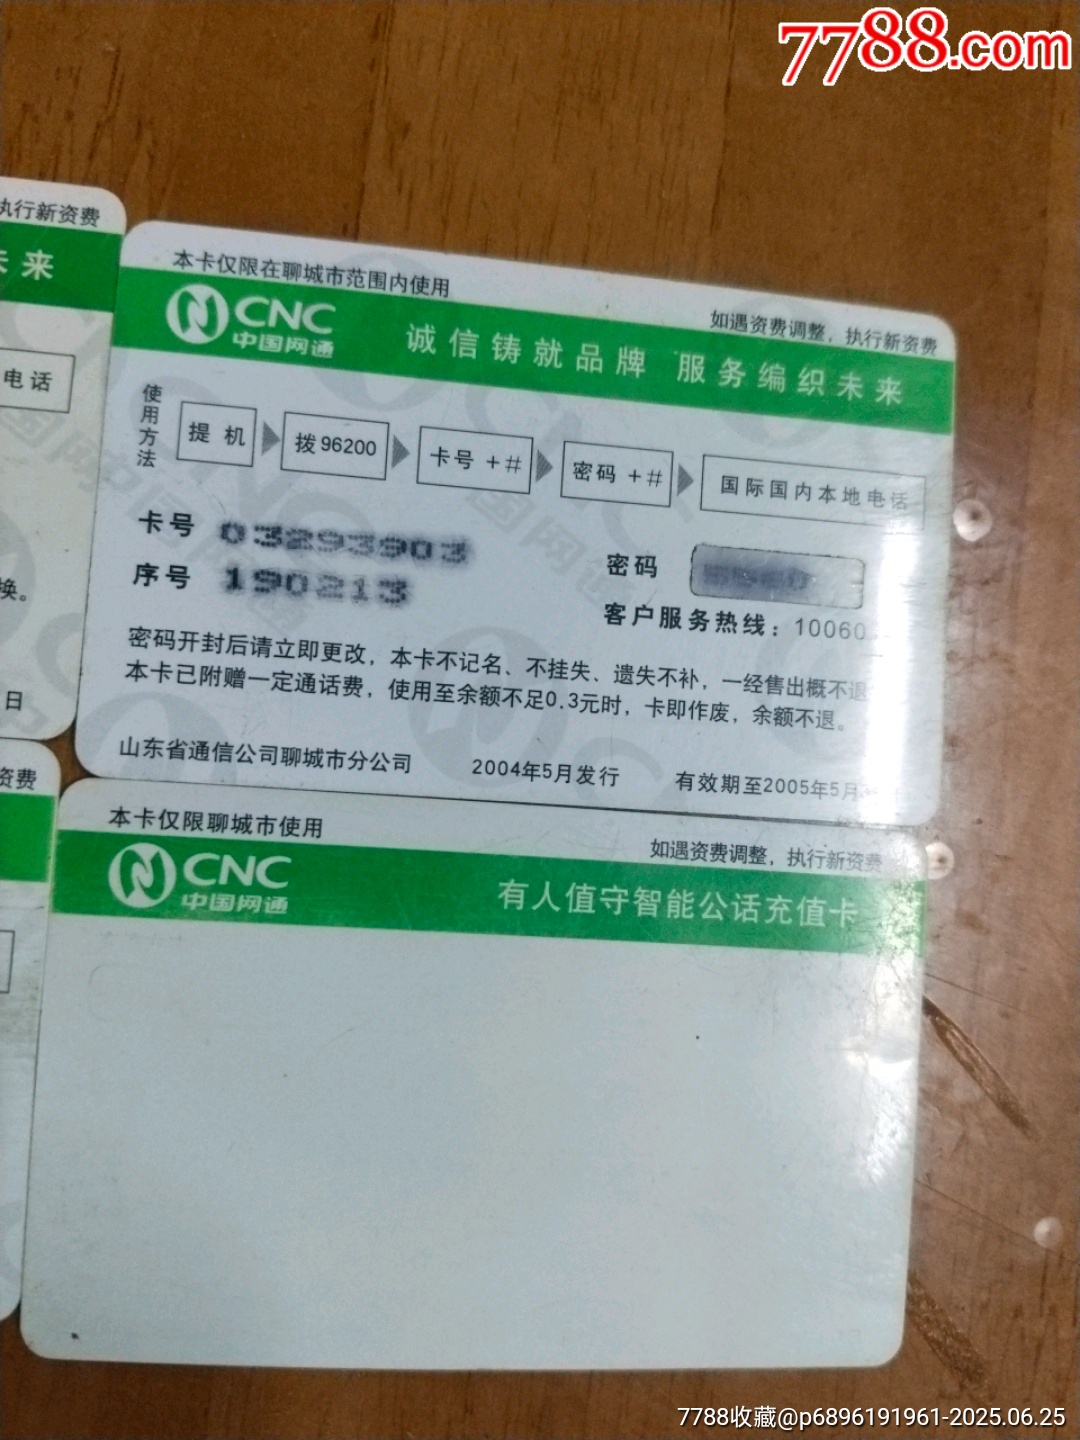 7788.com
执行新资费
未来
电话
换。
日
资费
本卡仅限在聊城市范围内使用
如遇资费调整，执行新资费
CNC
中国网通
诚信铸就品牌 服务编织未来
使用方法
提 机
拨96200
卡号 +#
密码 +#
国际国内本地电话
卡号 03293903
序号 190213
密码
客户服务热线：10060
密码开封后请立即更改，本卡不记名、不挂失、遗失不补，一经售出概不退
本卡已附赠一定通话费，使用至余额不足0.3元时，卡即作废，余额不退。
山东省通信公司聊城市分公司 2004年5月发行 有效期至2005年5月
本卡仅限聊城市使用
如遇资费调整，执行新资费
CNC
中国网通
有人值守智能公话充值卡
7788收藏@p6896191961-2025.06.25